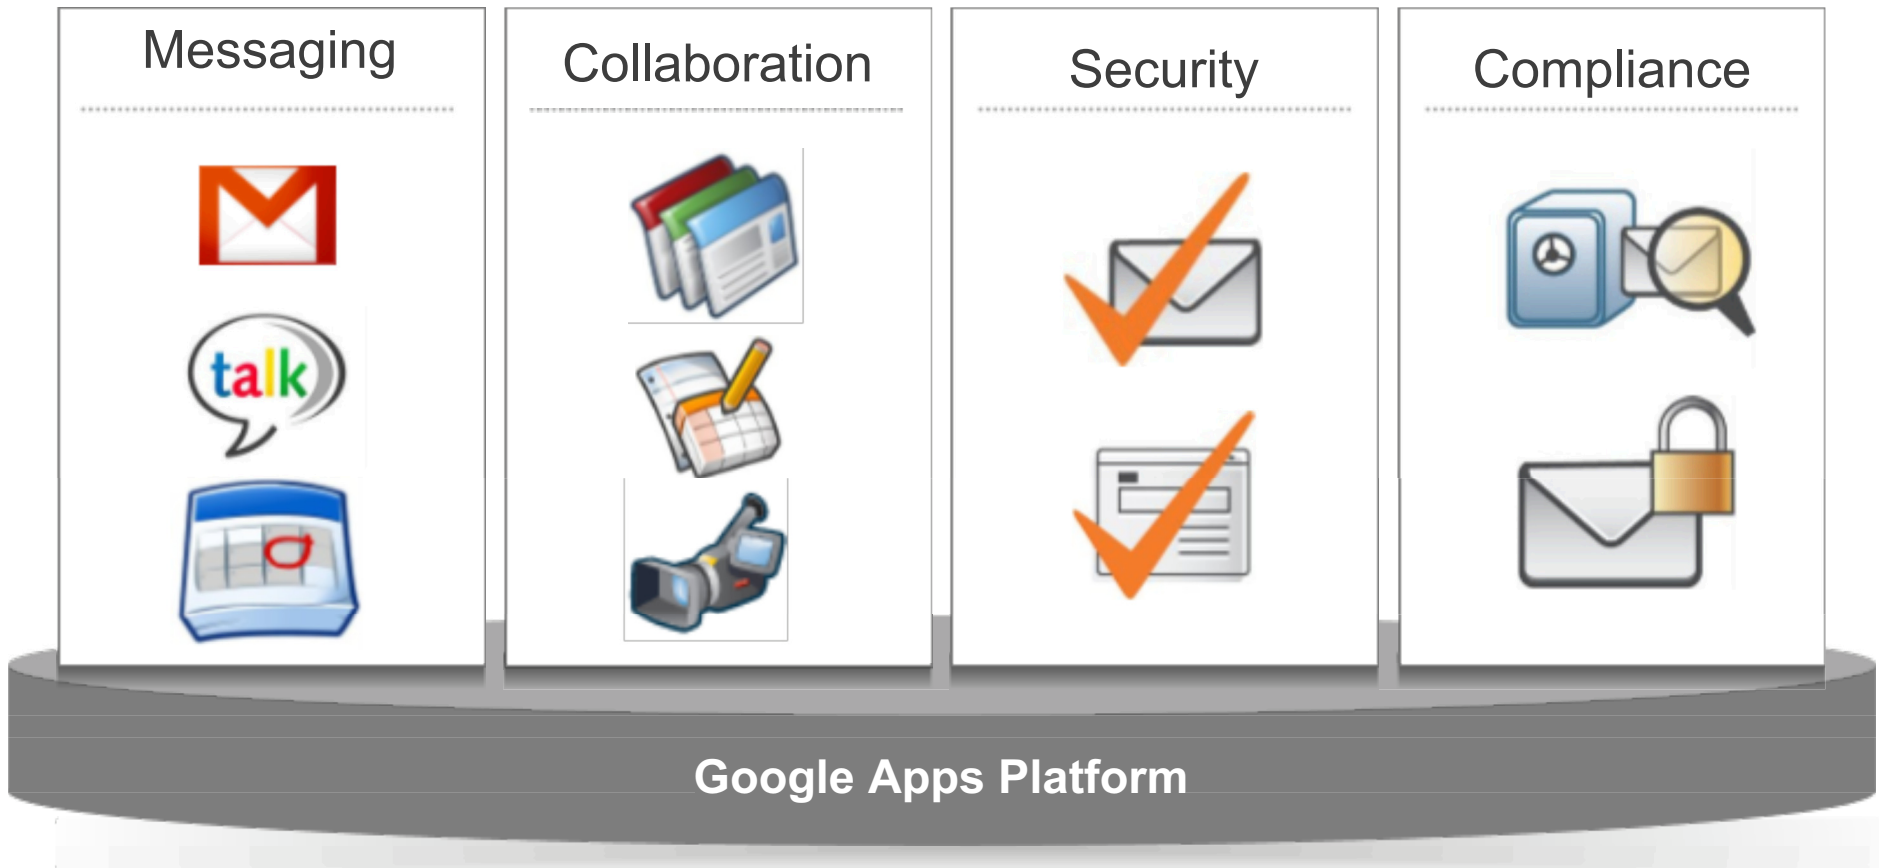 Messaging
Collaboration
Security
Compliance
talk
Google Apps Platform